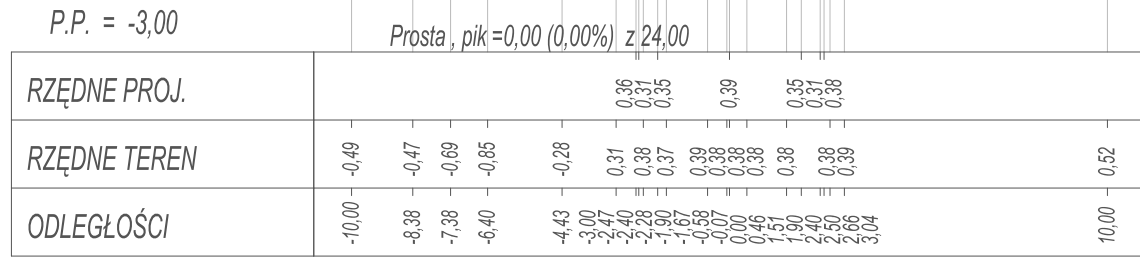 P.P. = -3,00
Prosta , pik =0,00 (0,00%) z 24,00
RZĘDNE PROJ. 0,36 0,31 0,35 0,39 0,35 0,31 0,38
RZĘDNE TEREN -0,49 -0,47 -0,69 -0,85 -0,28 0,31 0,38 0,37 0,39 0,38 0,38 0,38 0,38 0,38 0,39 0,52
ODLEGŁOŚCI -10,00 -8,38 -7,38 -6,40 -4,43 -3,00 -2,47 -2,40 -2,28 -1,90 -1,67 -0,58 -0,07 0,00 0,46 1,51 1,90 2,40 2,50 2,66 3,04 10,00